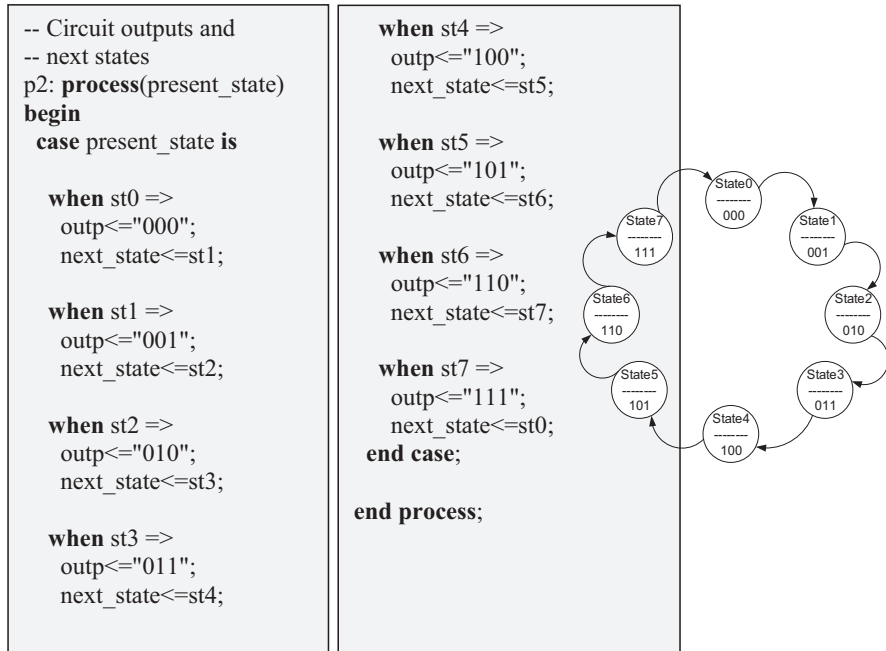 -- Circuit outputs and
-- next states
p2: process(present_state)
begin
case present_state is
when st0 =>
outp<="000";
next_state<=st1;
when st1 =>
outp<="001";
next_state<=st2;
when st2 =>
outp<="010";
next_state<=st3;
when st3 =>
outp<="011";
next_state<=st4;
when st4 =>
outp<="100";
next_state<=st5;
when st5 =>
outp<="101";
next_state<=st6;
when st6 =>
outp<="110";
next_state<=st7;
when st7 =>
outp<="111";
next_state<=st0;
end case;
end process;
State0
--------
000
State1
--------
001
State2
--------
010
State3
--------
011
State4
--------
100
State5
--------
101
State6
--------
110
State7
--------
111